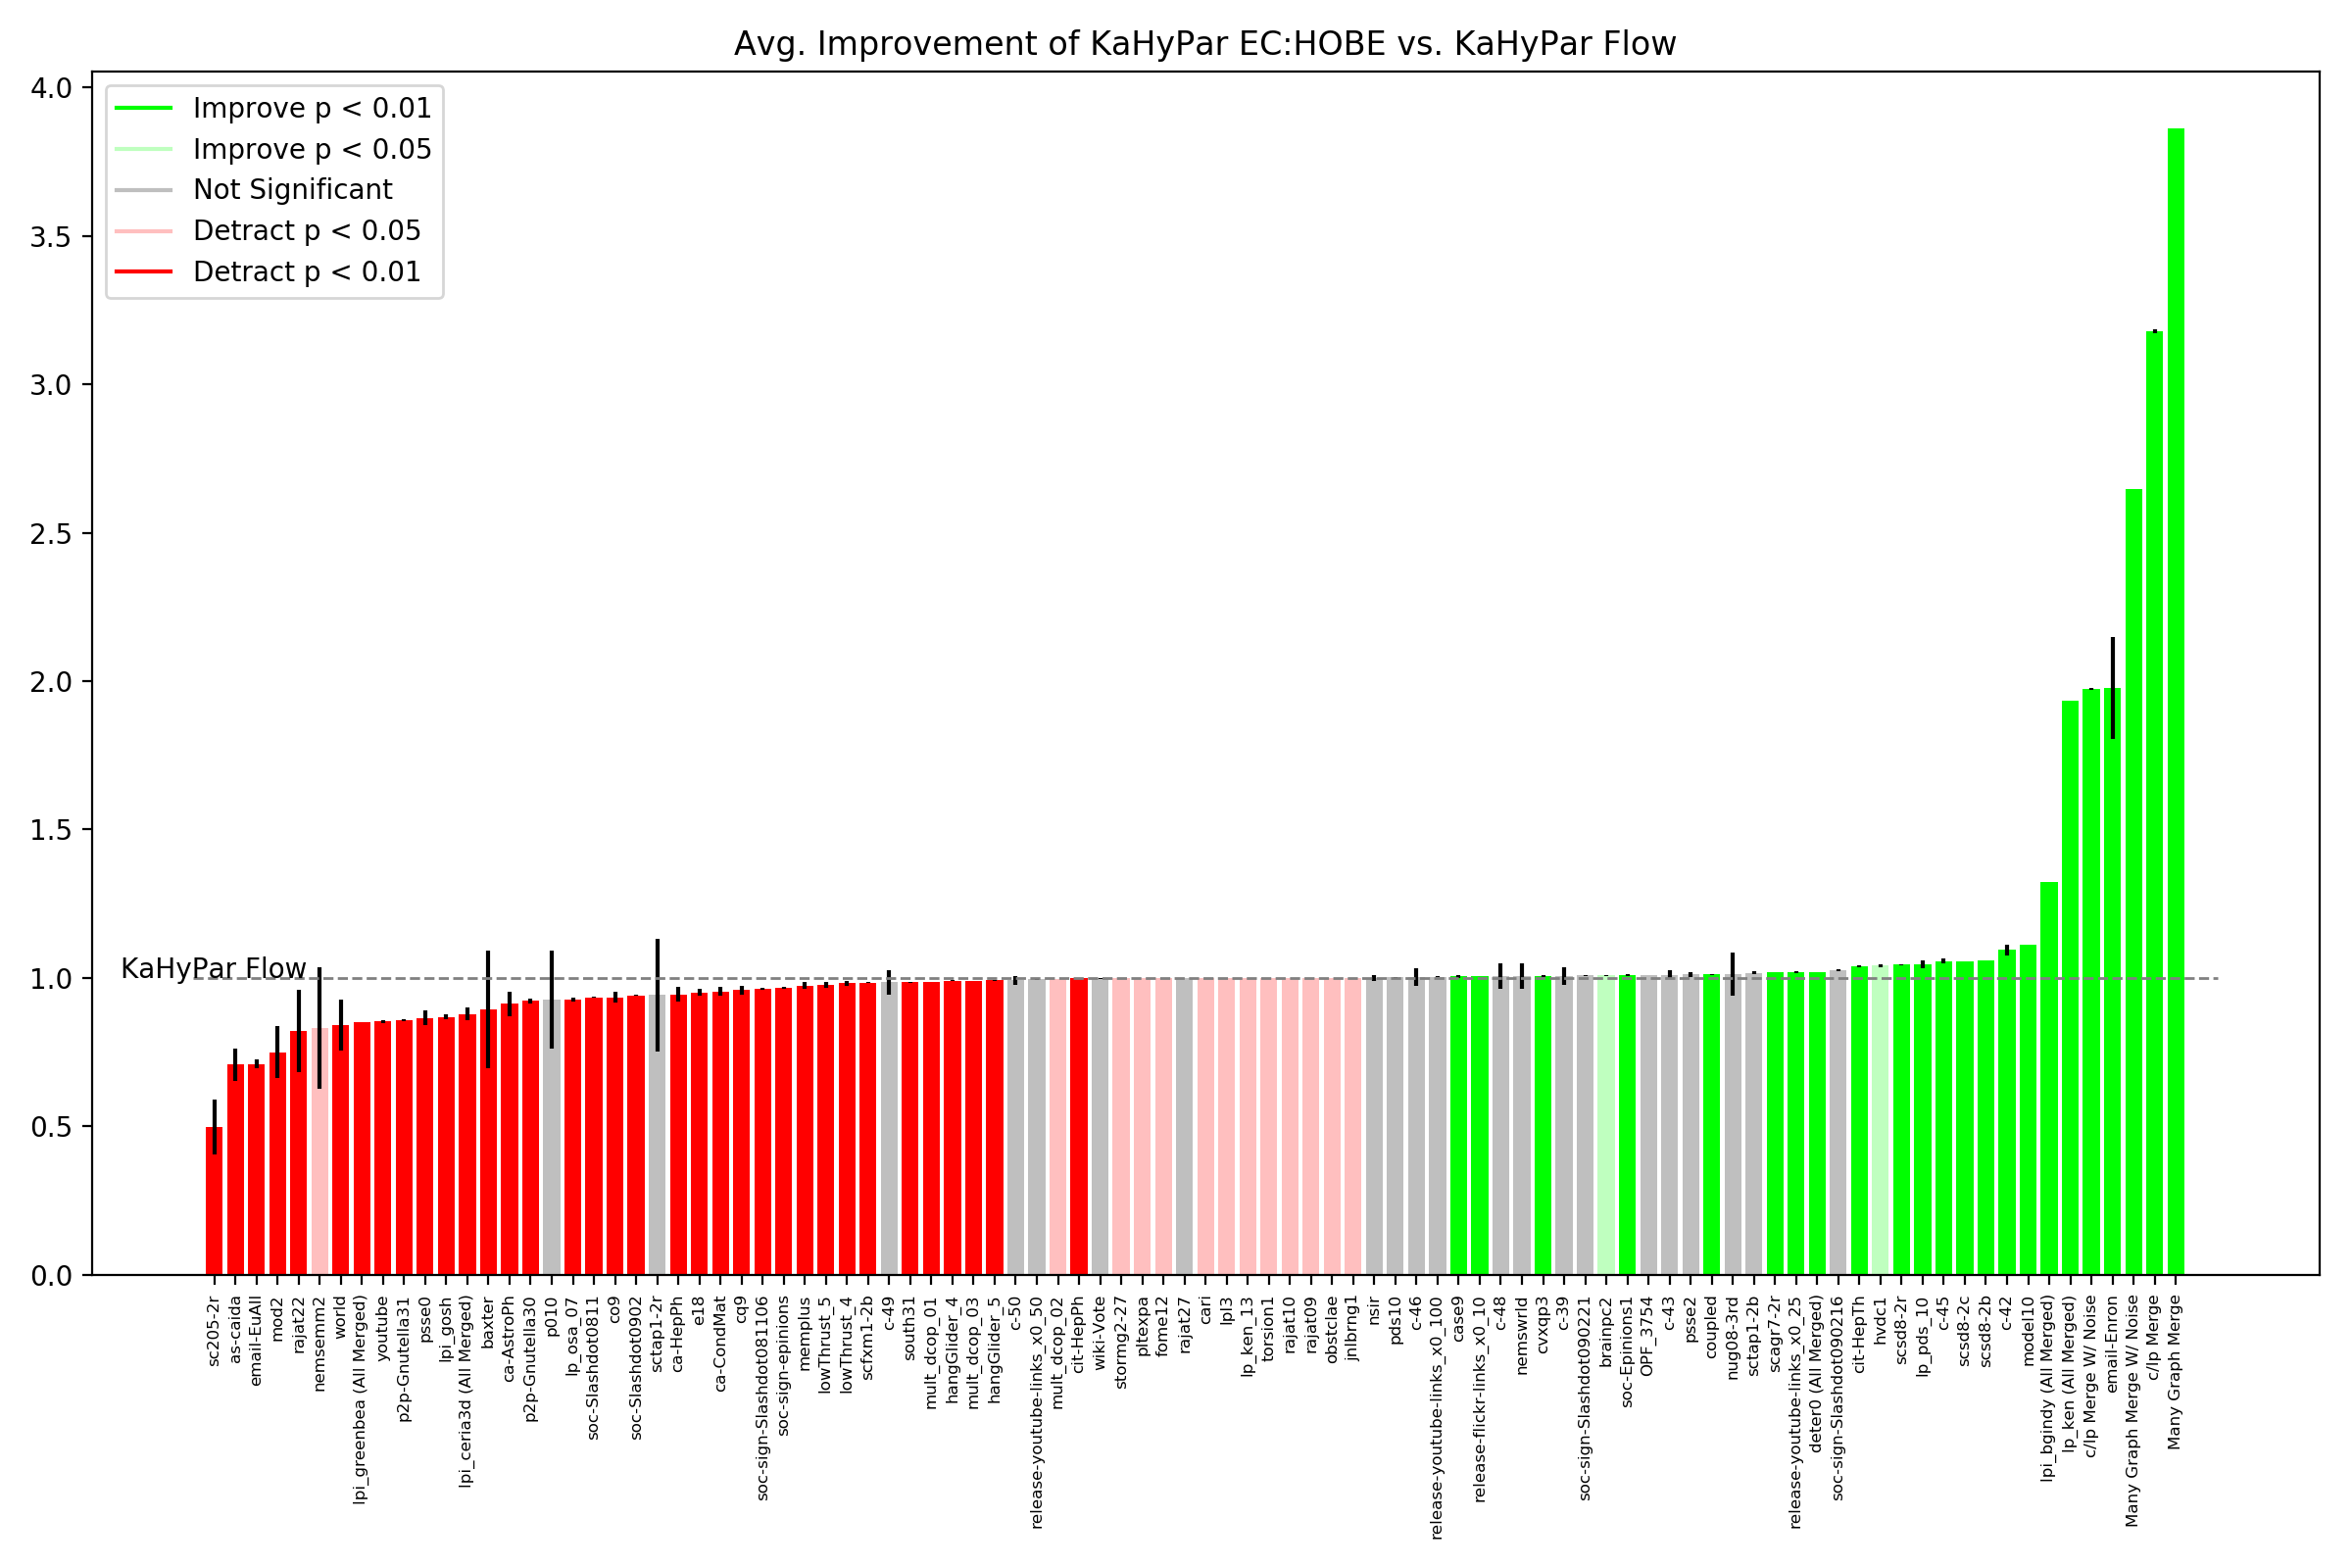 Avg. Improvement of KaHyPar EC:HOBE vs. KaHyPar Flow
4.0
3.5
3.0
2.5
2.0
1.5
1.0
0.5
0.0
Improve p < 0.01
Improve p < 0.05
Not Significant
Detract p < 0.05
Detract p < 0.01
KaHyPar Flow
sc205-2r
as-caida
email-EuAll
mod2
rajat22
nemsemm2
world
lpi_greenbea (All Merged)
youtube
p2p-Gnutella31
psse0
lpi_gosh
lpi_ceria3d (All Merged)
baxter
ca-AstroPh
p2p-Gnutella30
p010
lp_osa_07
soc-Slashdot0811
co9
soc-Slashdot0902
sctap1-2r
ca-HepPh
e18
ca-CondMat
cq9
soc-sign-Slashdot081106
soc-sign-epinions
memplus
lowThrust_5
lowThrust_4
scfxm1-2b
c-49
south31
mult_dcop_01
hangGlider_4
mult_dcop_03
hangGlider_5
c-50
release-youtube-links_x0_50
mult_dcop_02
cit-HepPh
wiki-Vote
stormg2-27
pltexpa
fome12
rajat27
cari
lpl3
lp_ken_13
torsion1
rajat10
rajat09
obstclae
jnlbrng1
nsir
pds10
c-46
release-youtube-links_x0_100
case9
release-flickr-links_x0_10
c-48
nemswrld
cvxqp3
c-39
soc-sign-Slashdot090221
brainpc2
soc-Epinions1
OPF_3754
c-43
psse2
coupled
nug08-3rd
sctap1-2b
scagr7-2r
release-youtube-links_x0_25
deter0 (All Merged)
soc-sign-Slashdot090216
cit-HepTh
hvdc1
scsd8-2r
lp_pds_10
c-45
scsd8-2c
scsd8-2b
c-42
model10
lpi_bgindy (All Merged)
lp_ken (All Merged)
c/lp Merge W/ Noise
email-Enron
Many Graph Merge W/ Noise
c/lp Merge
Many Graph Merge